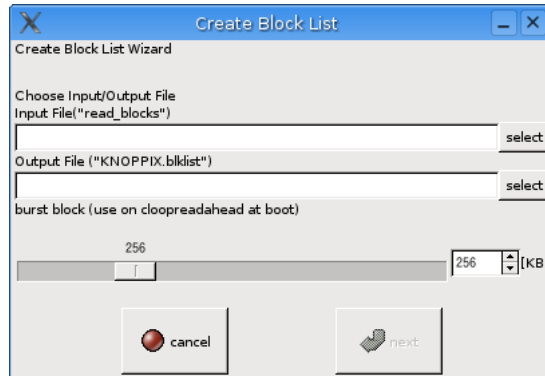 Create Block List
Create Block List Wizard
Choose Input/Output File
Input File("read_blocks")
select
Output File ("KNOPPIX.blklist")
select
burst block (use on cloopreadahead at boot)
256
256 [KB
cancel
next